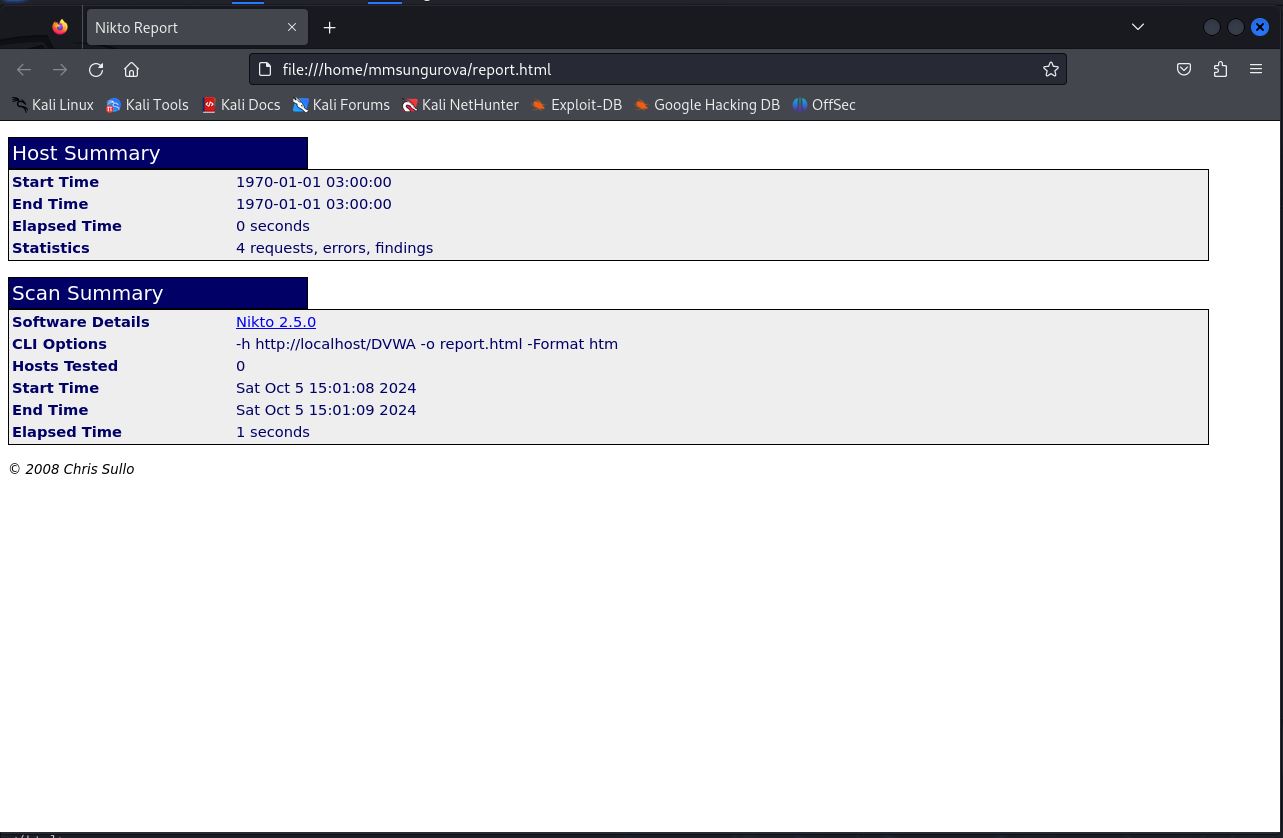 Nikto Report
file:///home/mmsungurova/report.html
Kali Linux Kali Tools Kali Docs Kali Forums Kali NetHunter Exploit-DB Google Hacking DB OffSec
Host Summary
Start Time 1970-01-01 03:00:00
End Time 1970-01-01 03:00:00
Elapsed Time 0 seconds
Statistics 4 requests, errors, findings
Scan Summary
Software Details Nikto 2.5.0
CLI Options -h http://localhost/DVWA -o report.html -Format htm
Hosts Tested 0
Start Time Sat Oct 5 15:01:08 2024
End Time Sat Oct 5 15:01:09 2024
Elapsed Time 1 seconds
© 2008 Chris Sullo